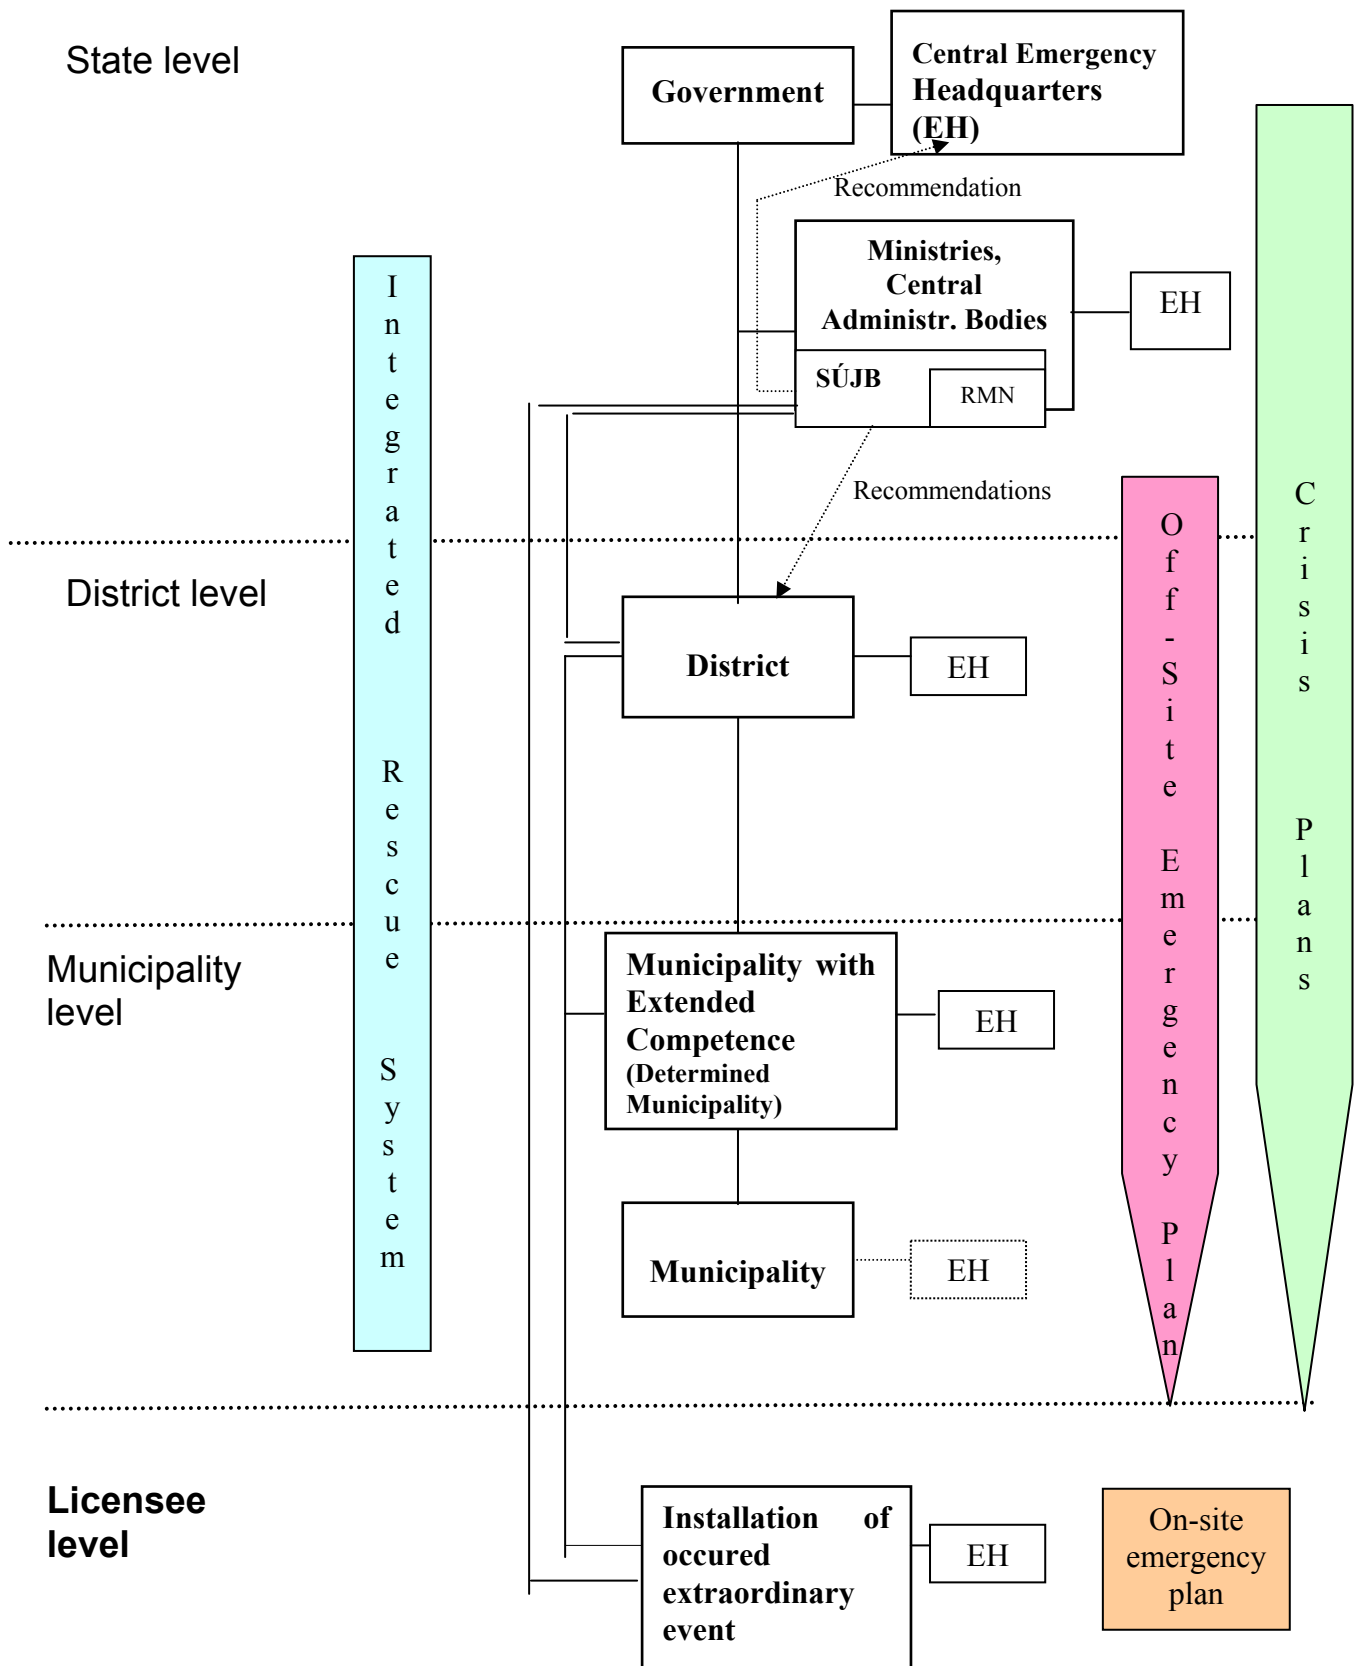 State level
Government
Central Emergency
Headquarters
(EH)
Recommendation
Ministries,
Central
Administr. Bodies
EH
SÚJB
RMN
Recommendations
Integrated Rescue System
Off-Site Emergency Plan
Crisis Plans
District level
District
EH
Municipality
level
Municipality with
Extended
Competence
(Determined
Municipality)
EH
Municipality
EH
Licensee
level
Installation of
occured
extraordinary
event
EH
On-site
emergency
plan